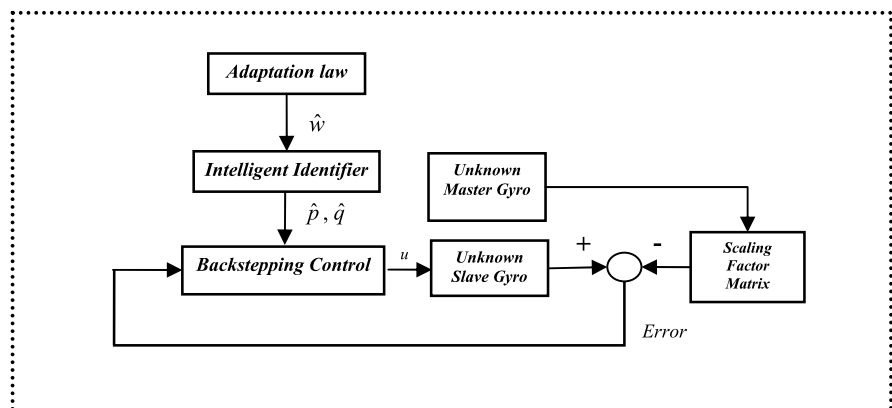 Adaptation law
ŵ
Intelligent Identifier
p̂ , q̂
Backstepping Control
u
Unknown
Master Gyro
Unknown
Slave Gyro
+
-
Scaling
Factor
Matrix
Error